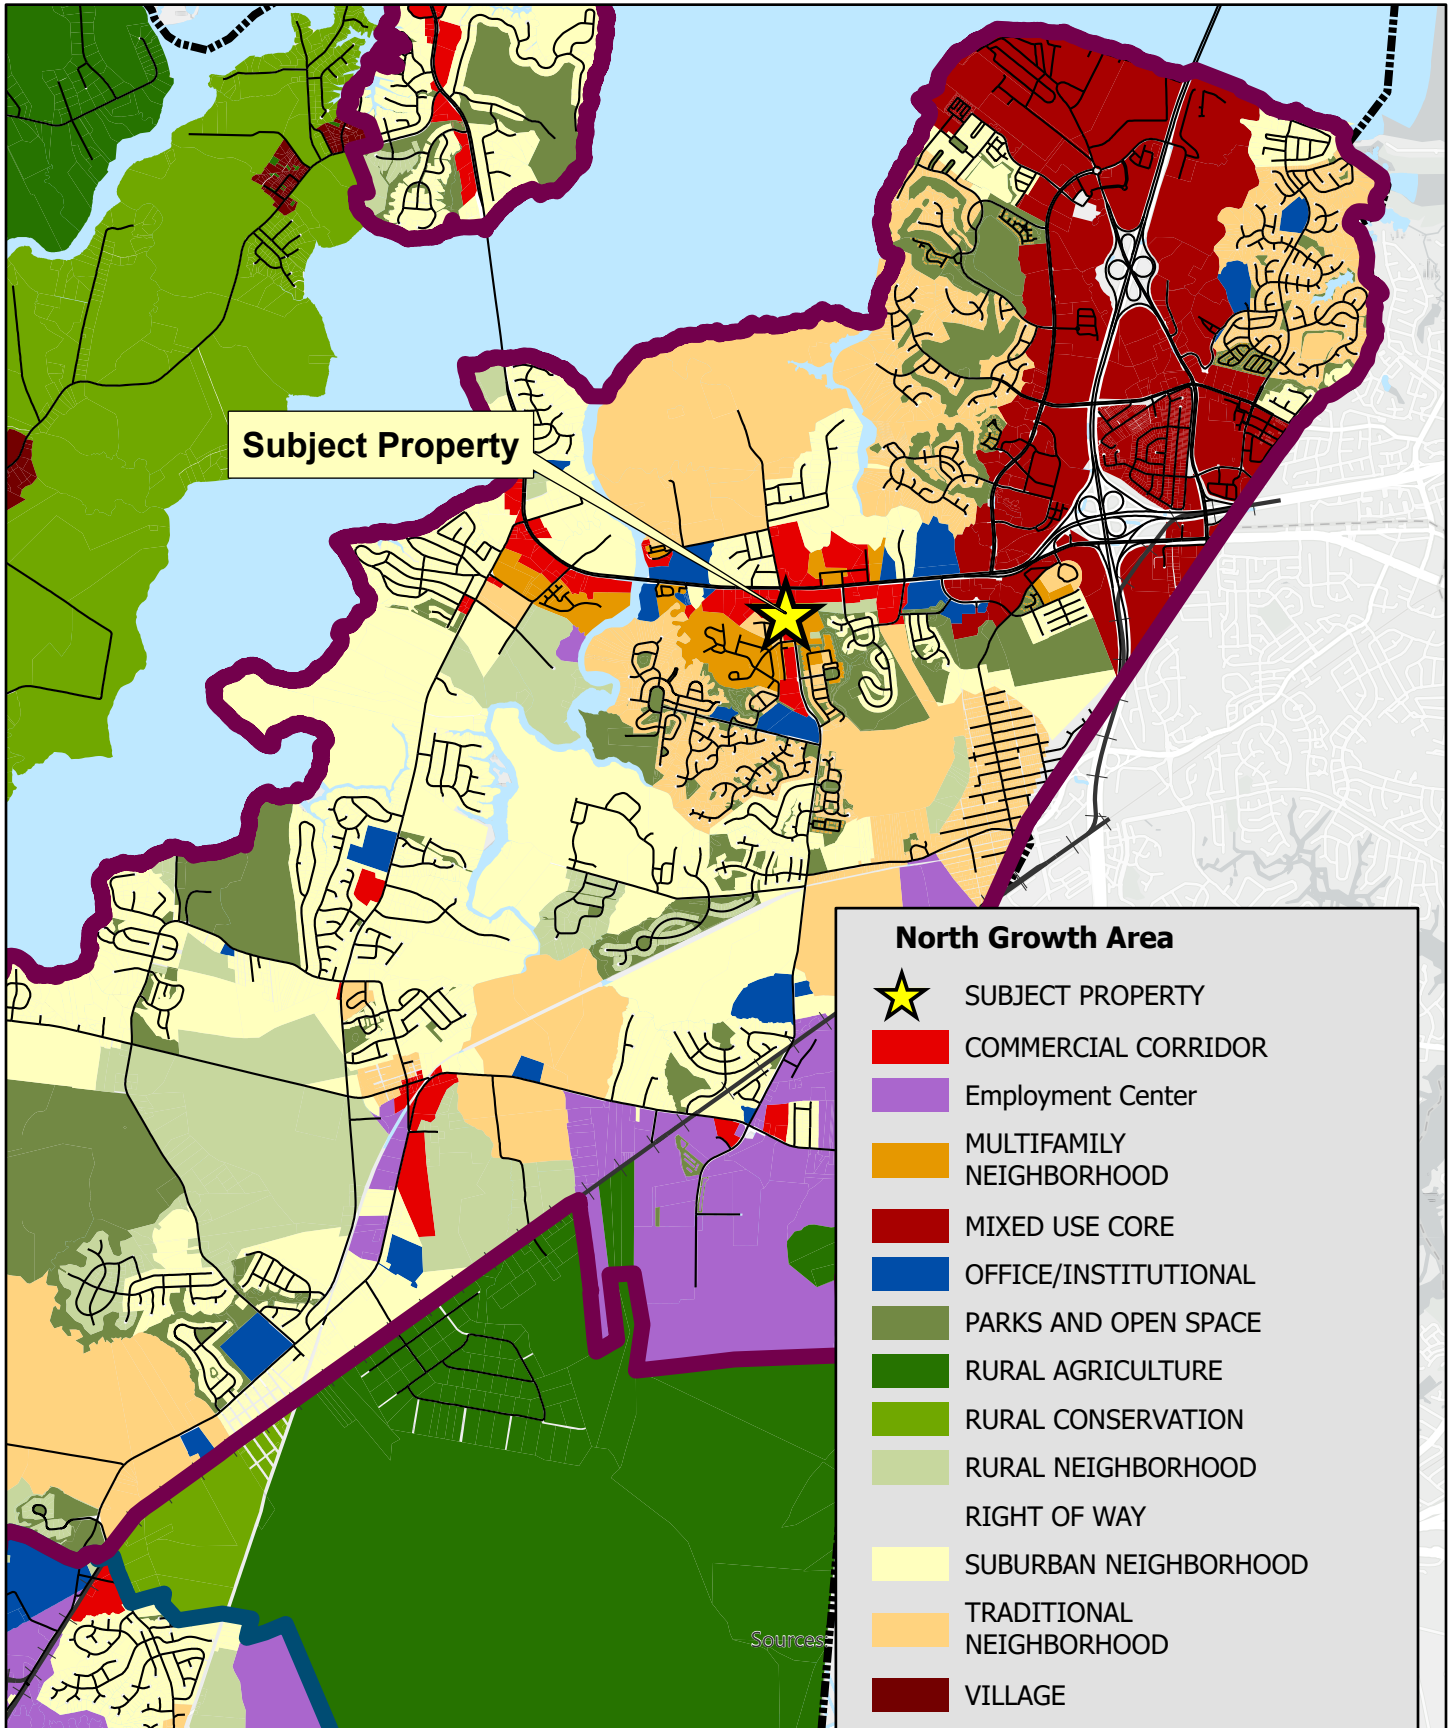 Subject Property
North Growth Area
SUBJECT PROPERTY
COMMERCIAL CORRIDOR
Employment Center
MULTIFAMILY
NEIGHBORHOOD
MIXED USE CORE
OFFICE/INSTITUTIONAL
PARKS AND OPEN SPACE
RURAL AGRICULTURE
RURAL CONSERVATION
RURAL NEIGHBORHOOD
RIGHT OF WAY
SUBURBAN NEIGHBORHOOD
TRADITIONAL
NEIGHBORHOOD
VILLAGE
Sources: